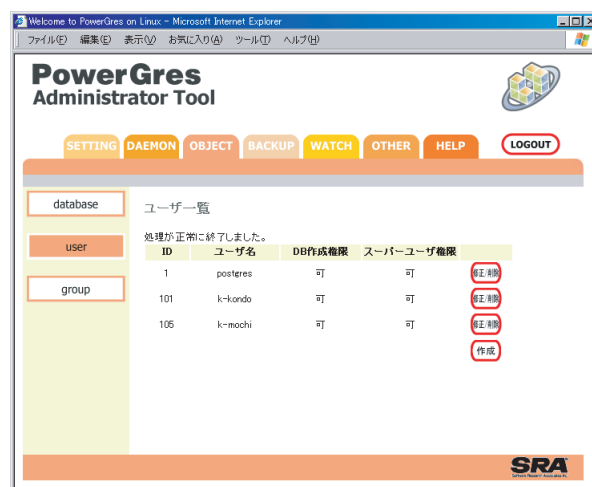 Welcome to PowerGres on Linux - Microsoft Internet Explorer
ファイル(F) 編集(E) 表示(V) お気に入り(A) ツール(T) ヘルプ(H)
PowerGres
Administrator Tool
SETTING DAEMON OBJECT BACKUP WATCH OTHER HELP LOGOUT
database
user
group
ユーザ一覧
処理が正常に終了しました。
ID ユーザ名 DB作成権限 スーパーユーザ権限
1 postgres 可 可 修正/削除
101 k-kondo 可 可 修正/削除
105 k-mochi 可 可 修正/削除
作成
SRA
Software Research Associates, Inc.